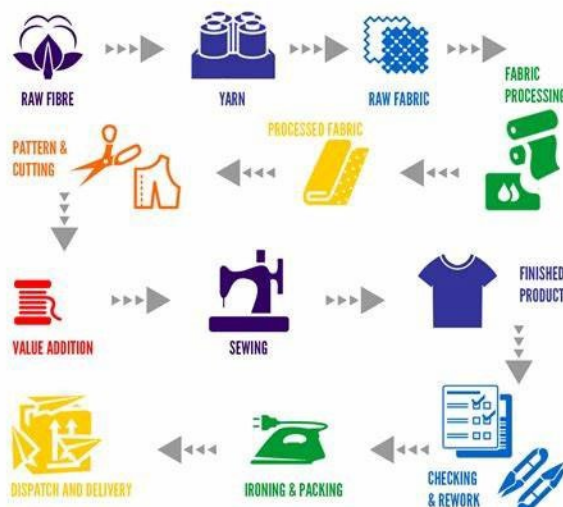 RAW FIBRE
YARN
RAW FABRIC
FABRIC
PROCESSING
PROCESSED FABRIC
PATTERN &
CUTTING
VALUE ADDITION
SEWING
FINISHED
PRODUCT
CHECKING
& REWORK
IRONING & PACKING
DISPATCH AND DELIVERY